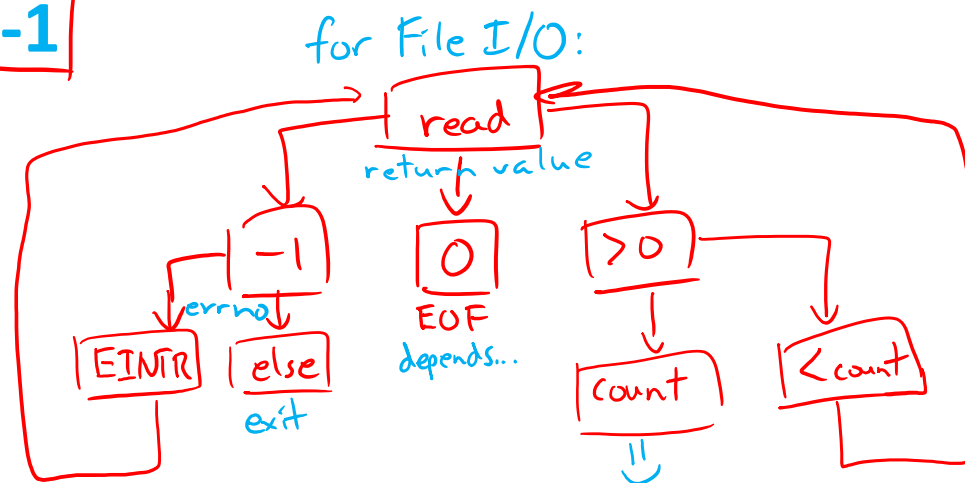 -1
for File I/O:
read
return value
-1
0
>0
errno
EOF
EINTR
else
depends...
count
<count
exit